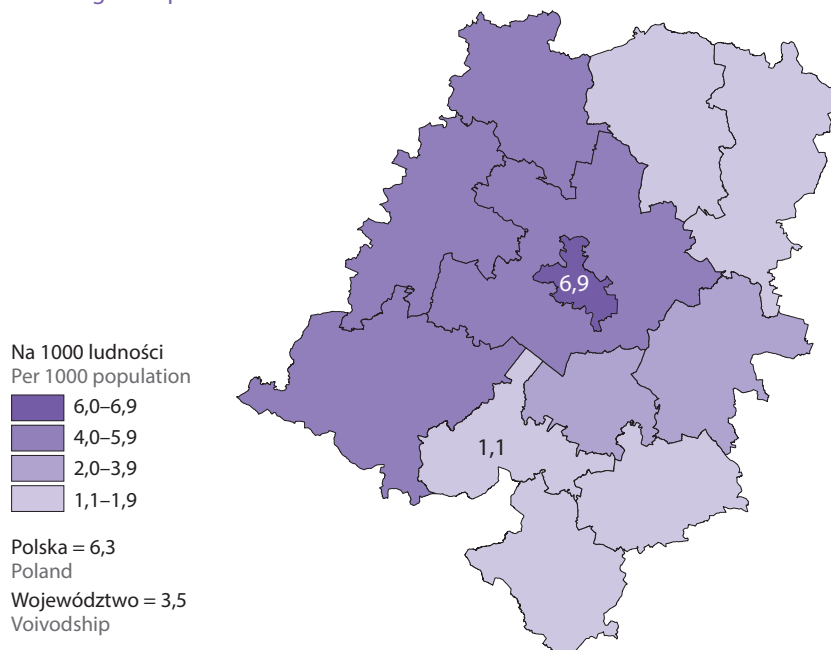 6,9
1,1
Na 1000 ludności
Per 1000 population
6,0–6,9
4,0–5,9
2,0–3,9
1,1–1,9
Polska = 6,3
Poland
Województwo = 3,5
Voivodship